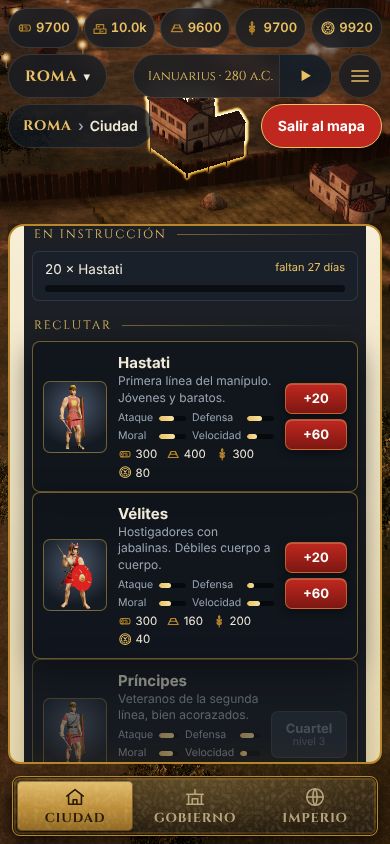 9700 10.0k 9600 9700 9920
ROMA ▾ IANUARIUS · 280 A.C.
ROMA › Ciudad Salir al mapa
EN INSTRUCCIÓN
20 × Hastati faltan 27 días
RECLUTAR
Hastati
Primera línea del manípulo.
Jóvenes y baratos.
Ataque Defensa
Moral Velocidad
300 400 300
80
+20
+60
Vélites
Hostigadores con
jabalinas. Débiles cuerpo a
cuerpo.
Ataque Defensa
Moral Velocidad
300 160 200
40
+20
+60
Príncipes
Veteranos de la segunda
línea, bien acorazados.
Ataque Defensa
Moral Velocidad
Cuartel
nivel 3
CIUDAD GOBIERNO IMPERIO